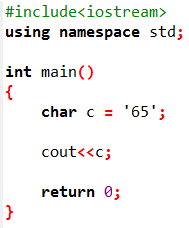 #include<iostream>
using namespace std;
int main()
{
char c = '65';
cout<<c;
return 0;
}